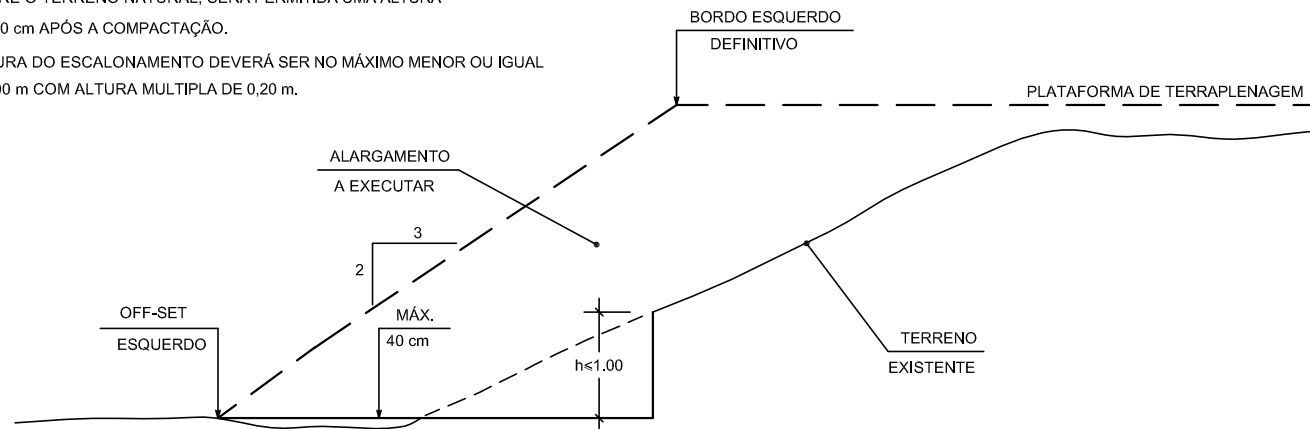 O TERRENO NATURAL, SERÁ PERMITIDA UMA ALTURA
0 cm APÓS A COMPACTAÇÃO.
URA DO ESCALONAMENTO DEVERÁ SER NO MÁXIMO MENOR OU IGUAL
00 m COM ALTURA MULTIPLA DE 0,20 m.
BORDO ESQUERDO
DEFINITIVO
PLATAFORMA DE TERRAPLENAGEM
ALARGAMENTO
A EXECUTAR
3
2
OFF-SET
ESQUERDO
MÁX.
40 cm
h≤1.00
TERRENO
EXISTENTE